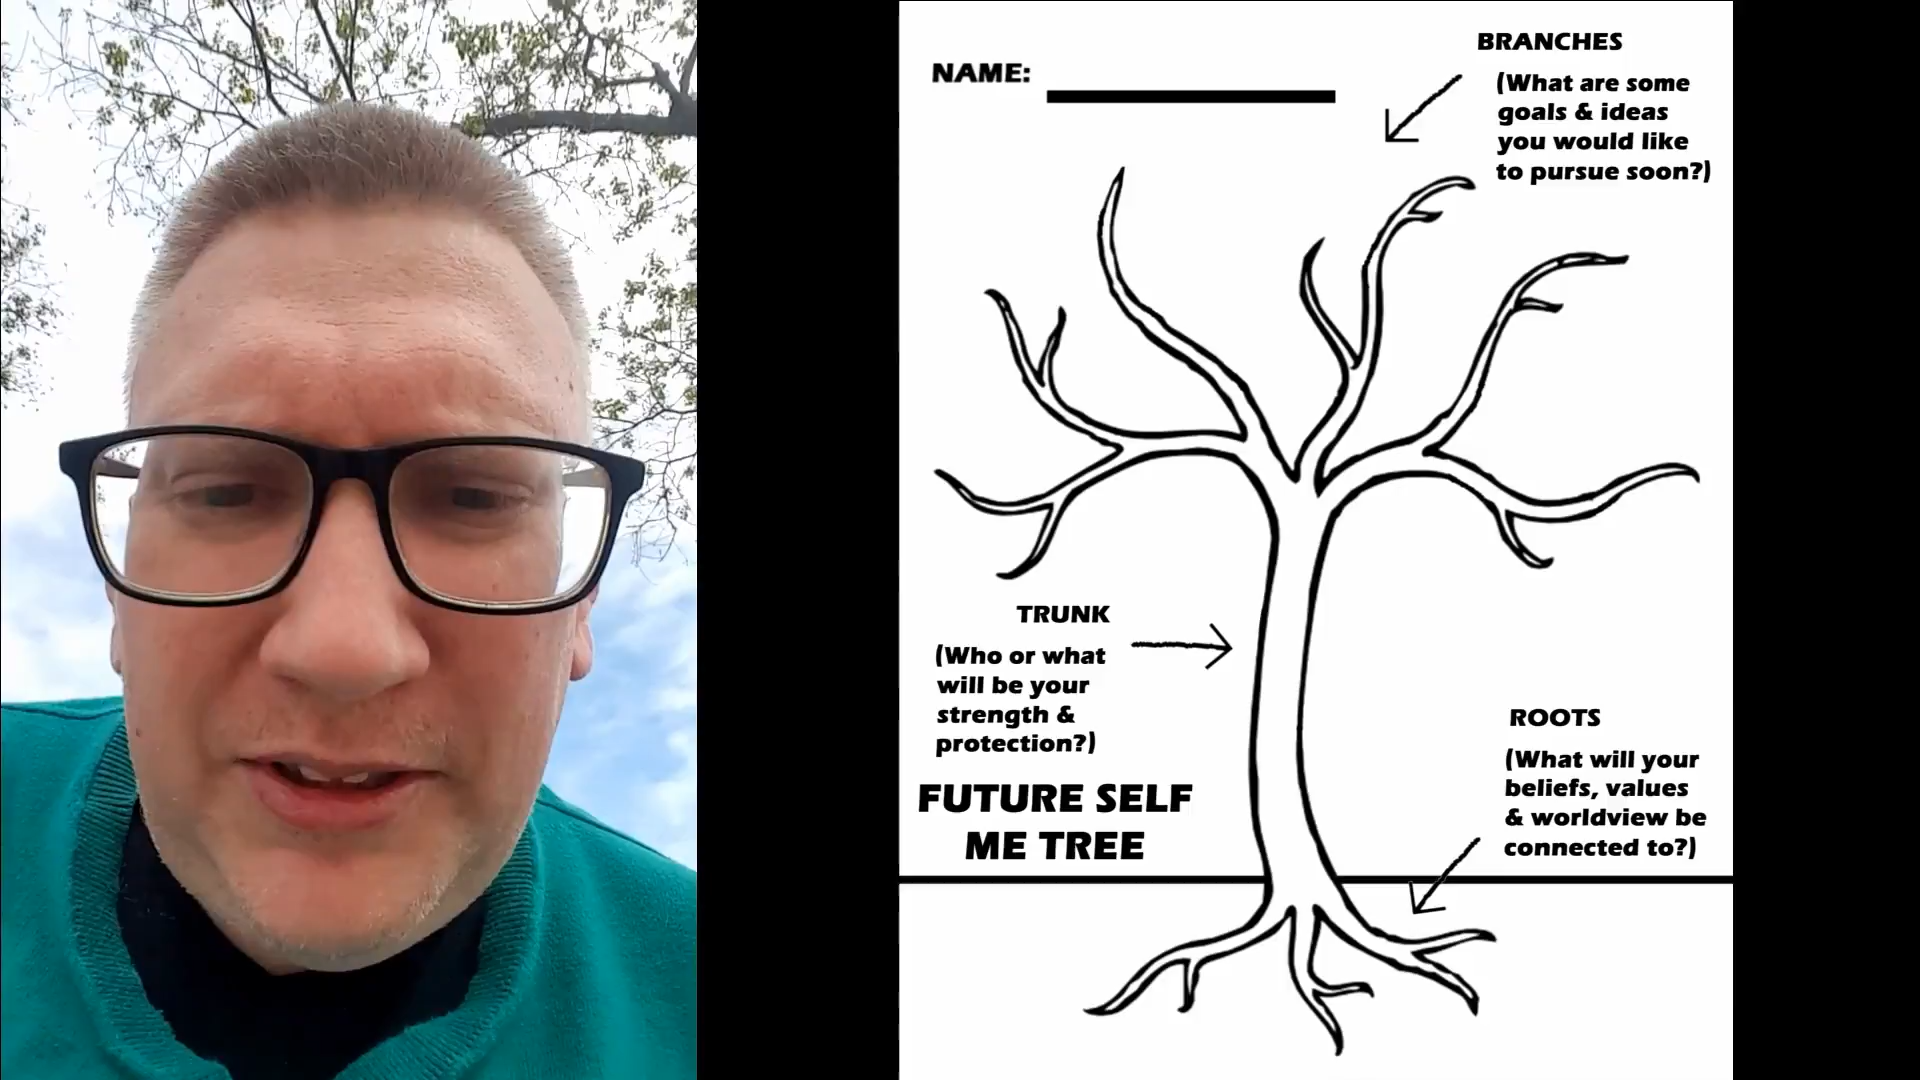 NAME:
BRANCHES
(What are some
goals & ideas
you would like
to pursue soon?)
TRUNK
(Who or what
will be your
strength &
protection?)
ROOTS
(What will your
beliefs, values
& worldview be
connected to?)
FUTURE SELF
ME TREE